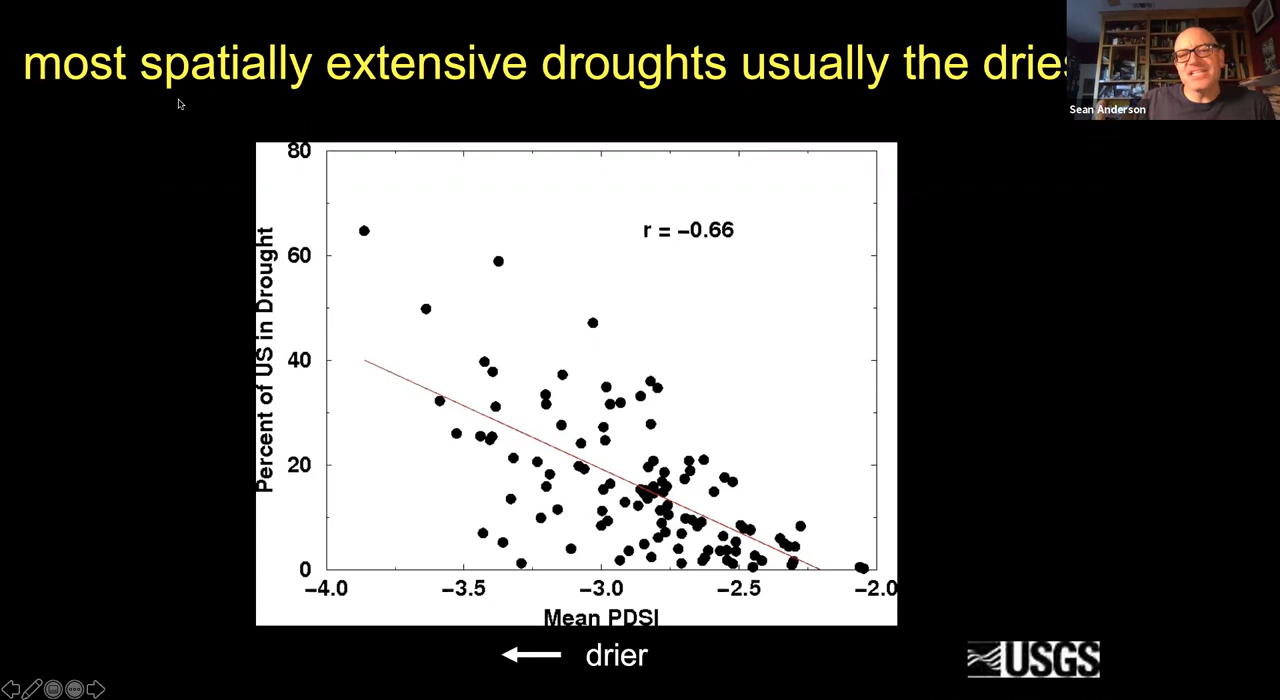 most spatially extensive droughts usually the
Sean Anderson
80
r = −0.66
60
Percent of US in Drought
40
20
0
−4.0 −3.5 −3.0 −2.5 −2.0
Mean PDSI
drier
USGS